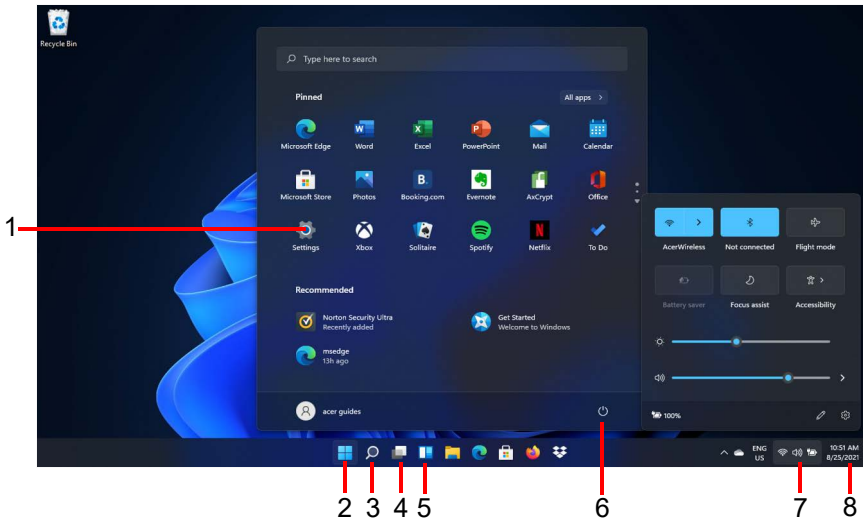 Recycle Bin
Type here to search
Pinned
All apps >
Microsoft Edge
Word
Excel
PowerPoint
Mail
Calendar
Microsoft Store
Photos
Booking.com
Evernote
AxCrypt
Office
Settings
Xbox
Solitaire
Spotify
Netflix
To Do
Recommended
Norton Security Ultra
Recently added
Get Started
Welcome to Windows
msedge
13h ago
acer guides
AcerWireless
Not connected
Flight mode
Battery saver
Focus assist
Accessibility
100%
ENG
US
10:51 AM
8/25/2021
1
2
3
4
5
6
7
8